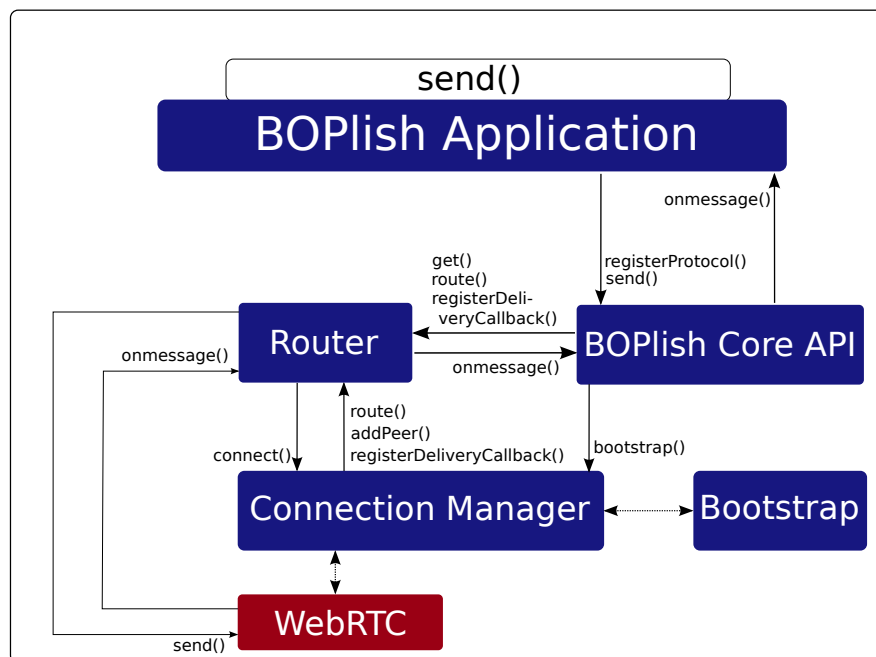 send()
BOPlish Application
onmessage()
registerProtocol()
send()
get()
route()
registerDeli-
veryCallback()
Router
BOPlish Core API
onmessage()
onmessage()
route()
addPeer()
registerDeliveryCallback()
connect()
bootstrap()
Connection Manager
Bootstrap
WebRTC
send()